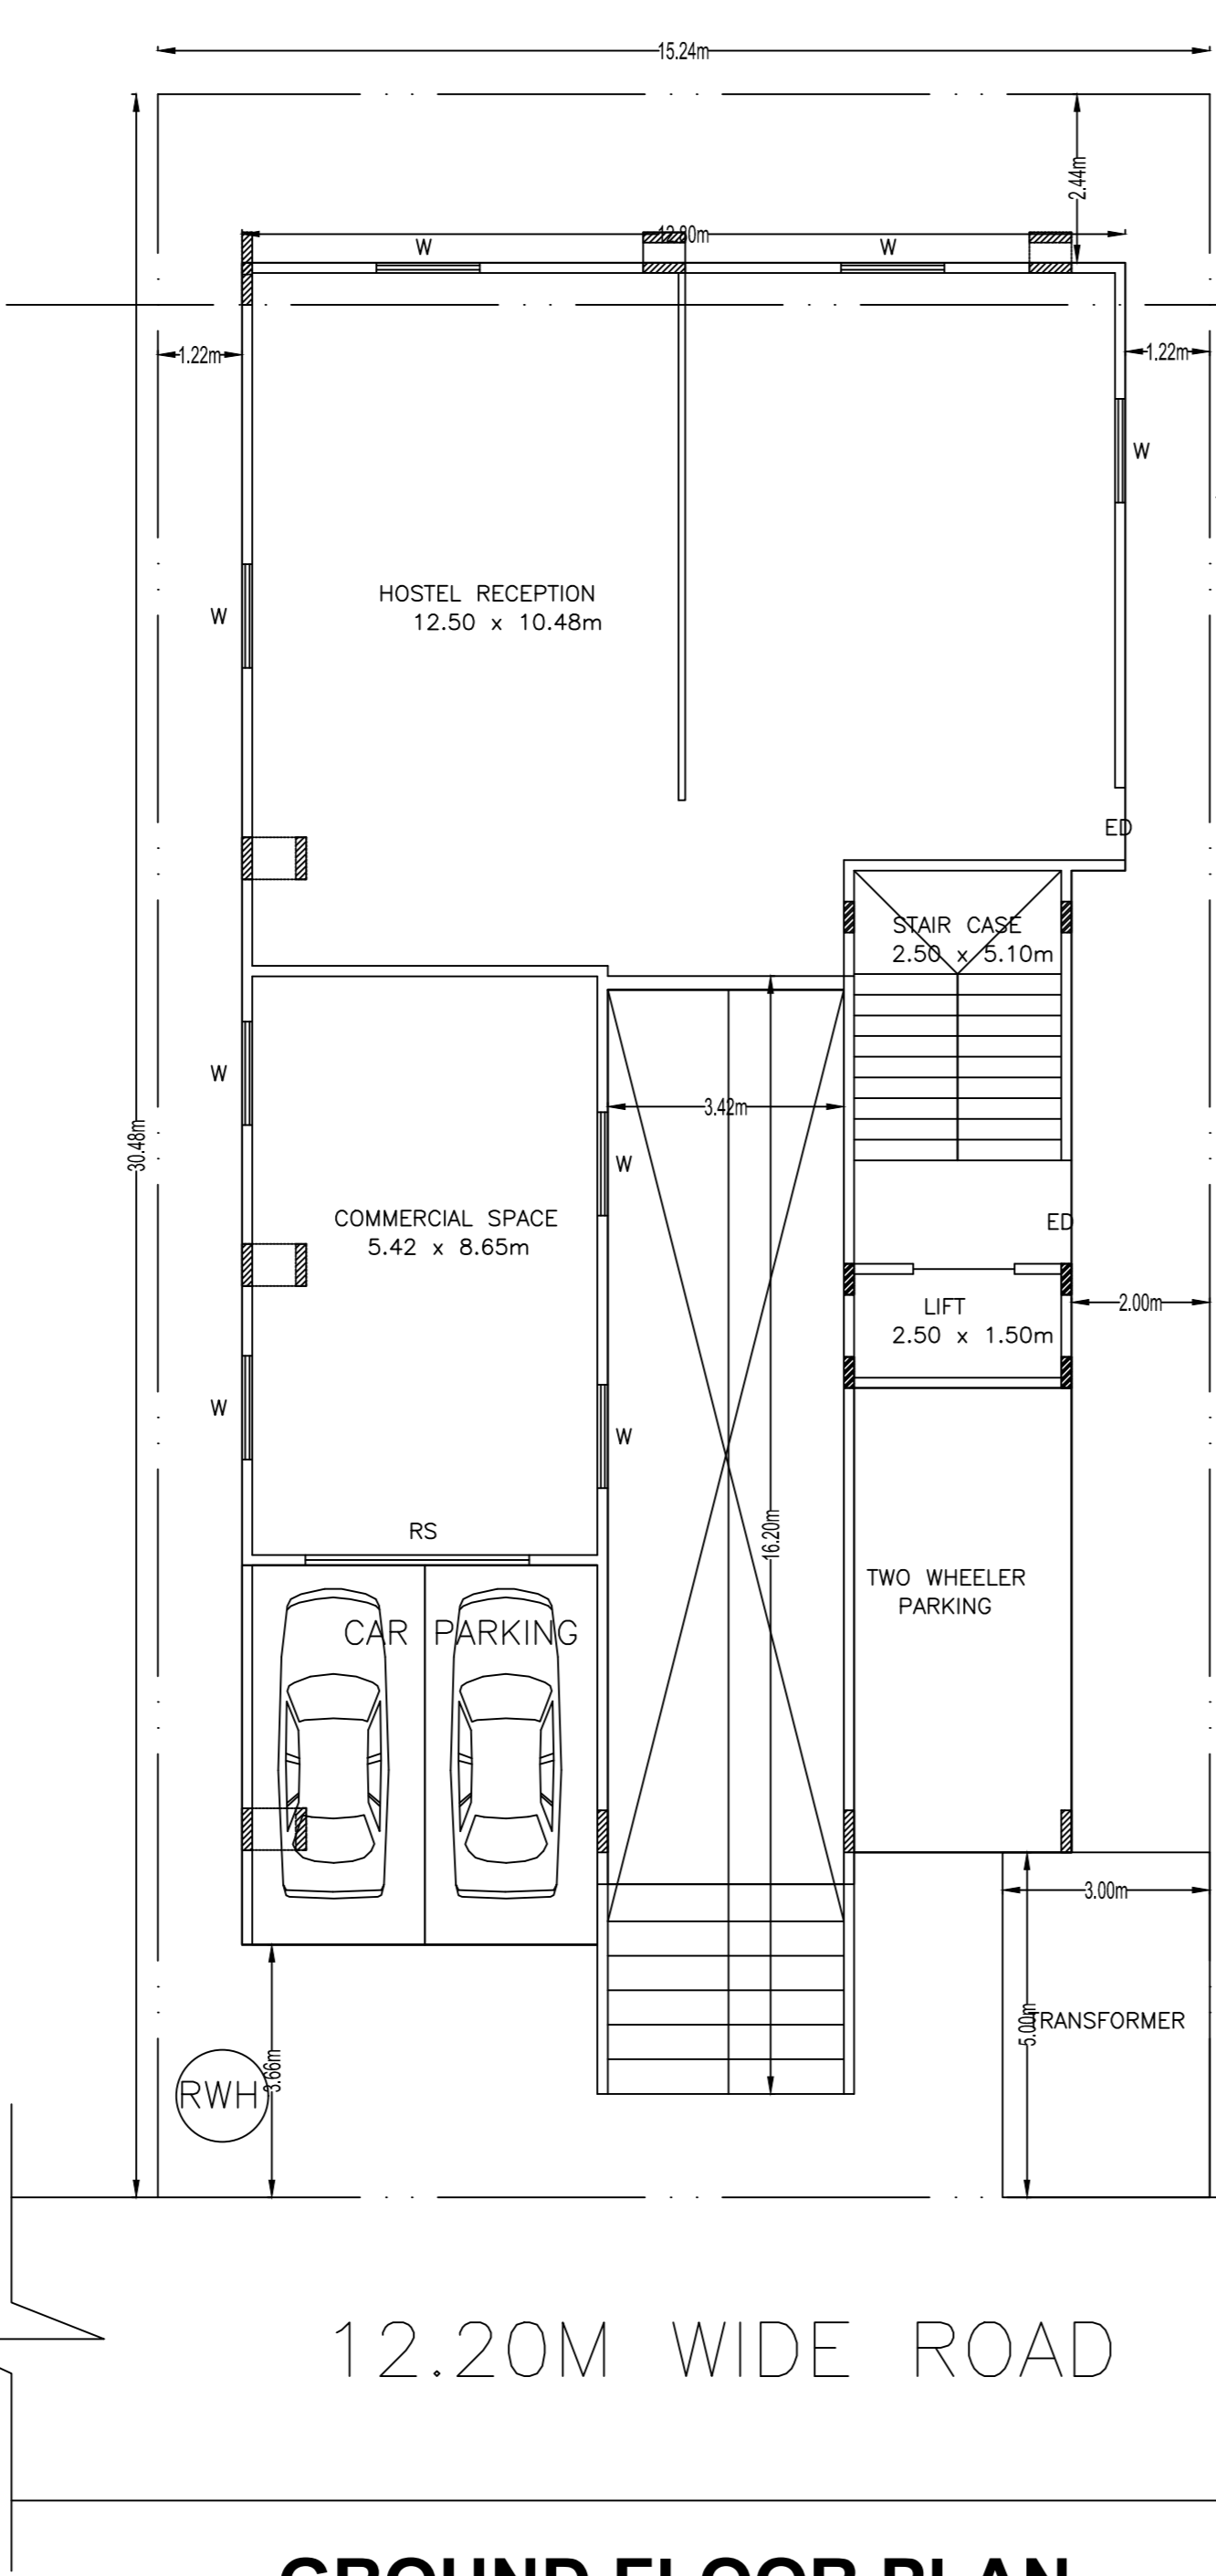 15.24m
2.44m
12.80m
W
W
1.22m
1.22m
W
HOSTEL RECEPTION
12.50 x 10.48m
W
ED
STAIR CASE
2.50 x 5.10m
W
3.42m
30.48m
W
COMMERCIAL SPACE
5.42 x 8.65m
ED
LIFT
2.50 x 1.50m
2.00m
W
W
RS
16.20m
TWO WHEELER
PARKING
CAR PARKING
3.00m
5.00m
TRANSFORMER
RWH
3.66m
12.20M WIDE ROAD
GROUND FLOOR PLAN